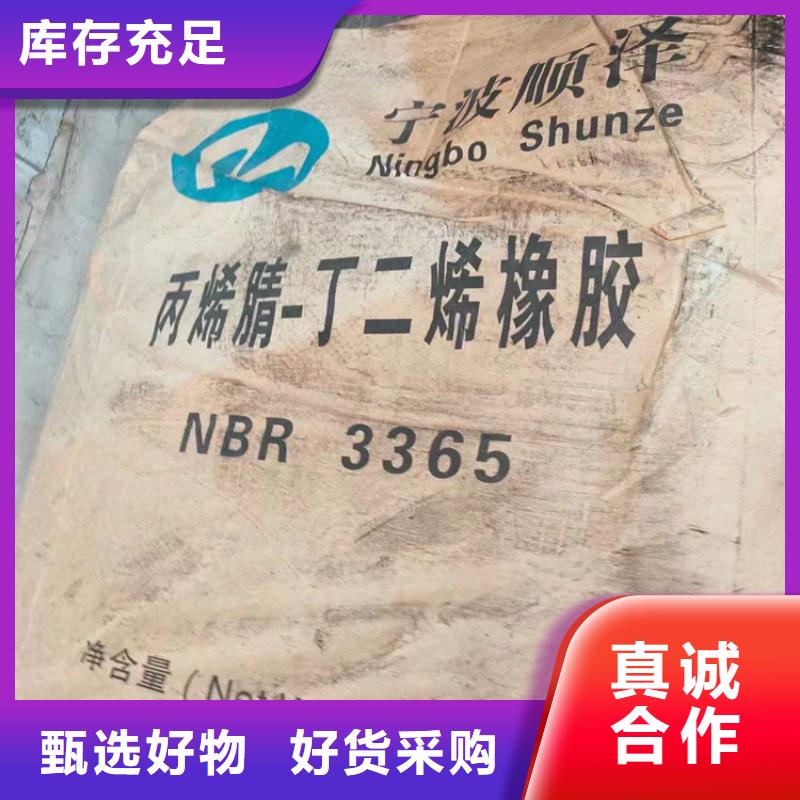 库存充足
宁波顺泽
Ningbo Shunze
丙烯腈-丁二烯橡胶
NBR 3365
净含量(Net
真诚
合作
甄选好物 好货采购